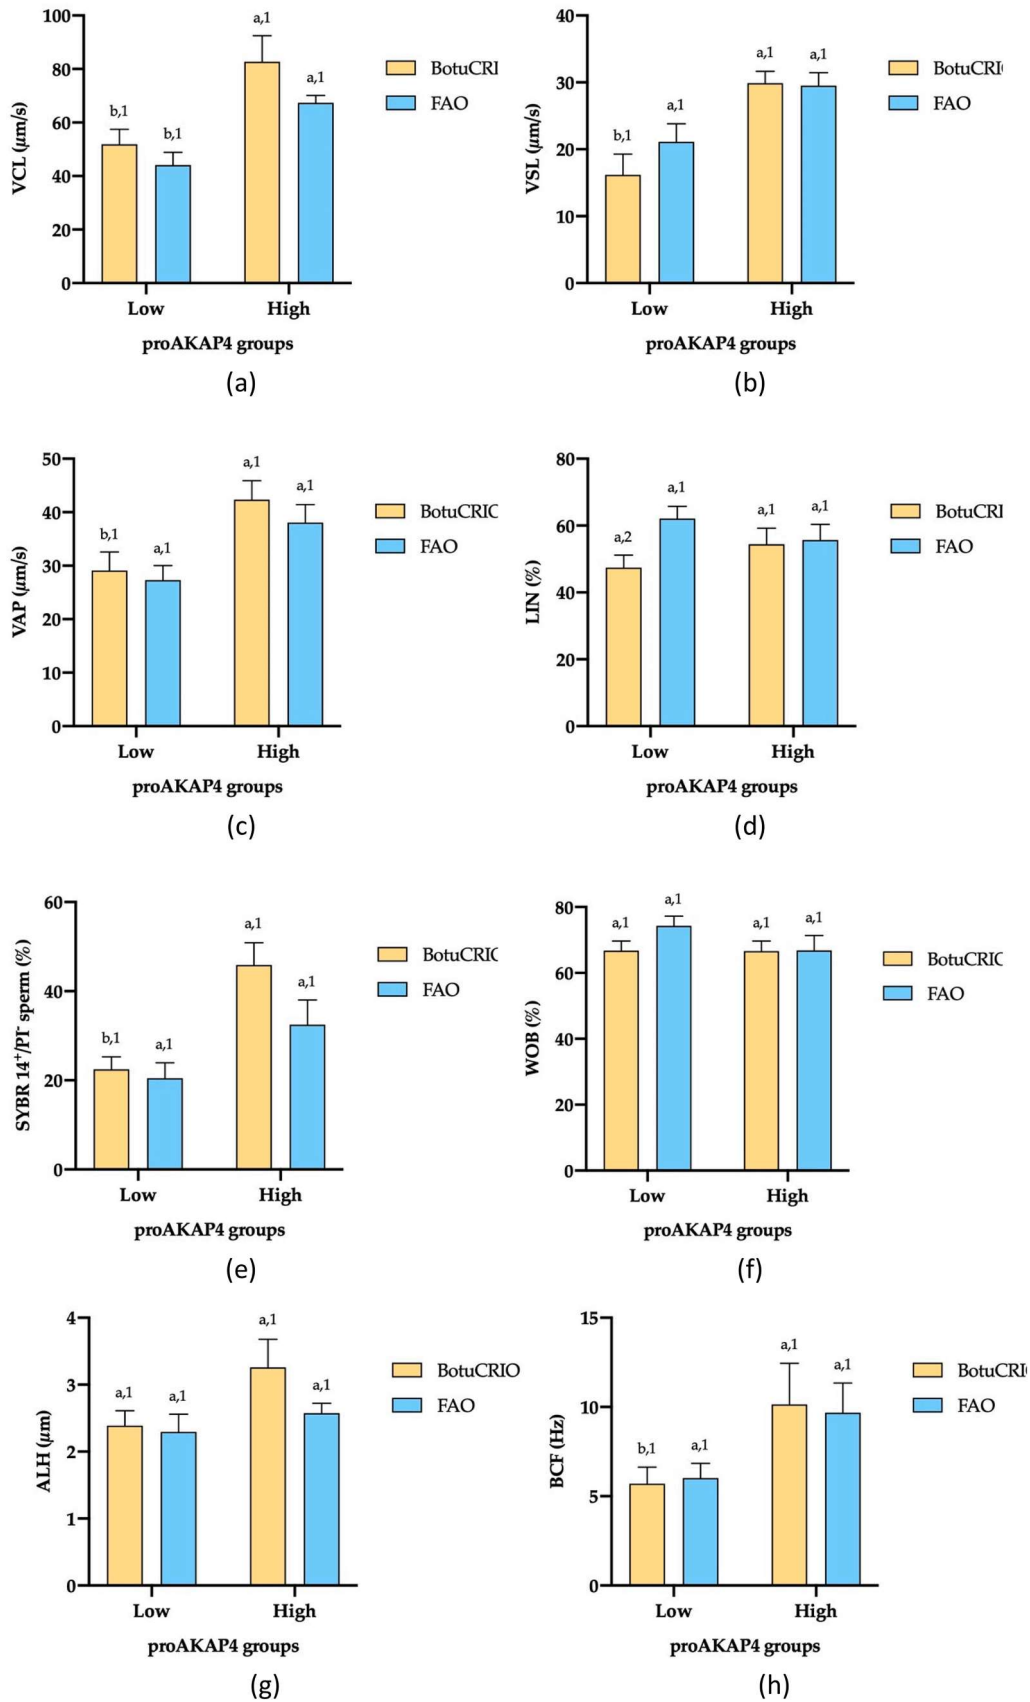 100
80
60
40
20
0
VCL (µm/s)
b,1
b,1
a,1
a,1
BotuCRI
FAO
Low
High
proAKAP4 groups
(a)
40
30
20
10
0
VSL (µm/s)
b,1
a,1
a,1
a,1
BotuCRIO
FAO
Low
High
proAKAP4 groups
(b)
50
40
30
20
10
0
VAP (µm/s)
b,1
a,1
a,1
a,1
BotuCRIO
FAO
Low
High
proAKAP4 groups
(c)
80
60
40
20
0
LIN (%)
a,2
a,1
a,1
a,1
BotuCRI
FAO
Low
High
proAKAP4 groups
(d)
60
40
20
0
SYBR 14⁺/PI⁻ sperm (%)
b,1
a,1
a,1
a,1
BotuCRIO
FAO
Low
High
proAKAP4 groups
(e)
80
60
40
20
0
WOB (%)
a,1
a,1
a,1
a,1
BotuCRIO
FAO
Low
High
proAKAP4 groups
(f)
4
3
2
1
0
ALH (µm)
a,1
a,1
a,1
a,1
BotuCRIO
FAO
Low
High
proAKAP4 groups
(g)
15
10
5
0
BCF (Hz)
b,1
a,1
a,1
a,1
BotuCRI
FAO
Low
High
proAKAP4 groups
(h)